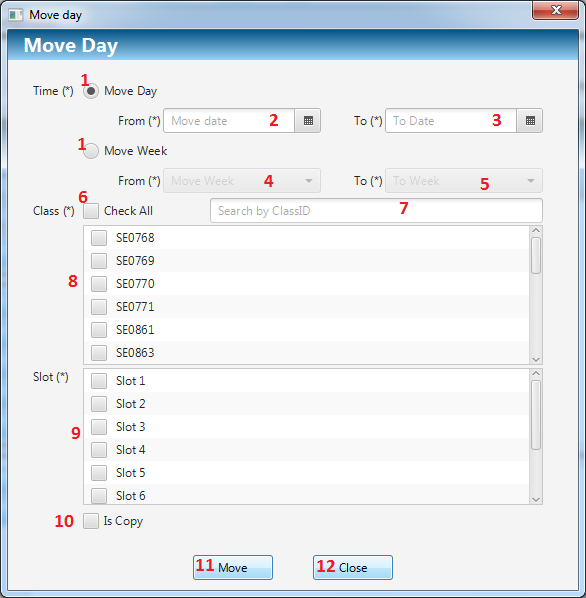 Move day
Move Day
Time (*) 1 Move Day
From (*) Move date 2 To (*) To Date 3
1 Move Week
From (*) Move Week 4 To (*) To Week 5
Class (*) 6 Check All Search by ClassID 7
SE0768
SE0769
8 SE0770
SE0771
SE0861
SE0863
Slot (*) Slot 1
Slot 2
9 Slot 3
Slot 4
Slot 5
Slot 6
10 Is Copy
11 Move 12 Close